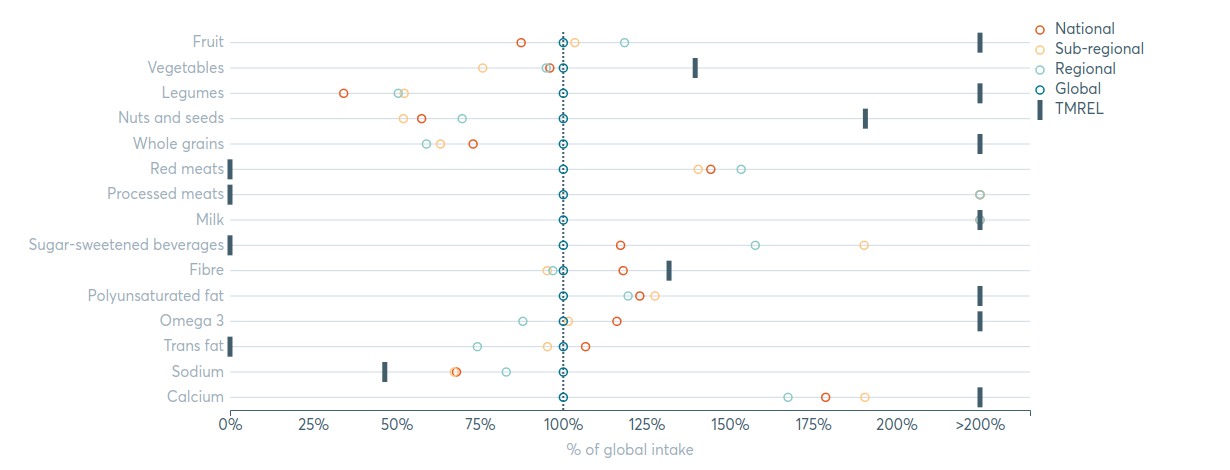 Fruit
Vegetables
Legumes
Nuts and seeds
Whole grains
Red meats
Processed meats
Milk
Sugar-sweetened beverages
Fibre
Polyunsaturated fat
Omega 3
Trans fat
Sodium
Calcium
0% 25% 50% 75% 100% 125% 150% 175% 200% >200%
% of global intake
National
Sub-regional
Regional
Global
TMREL